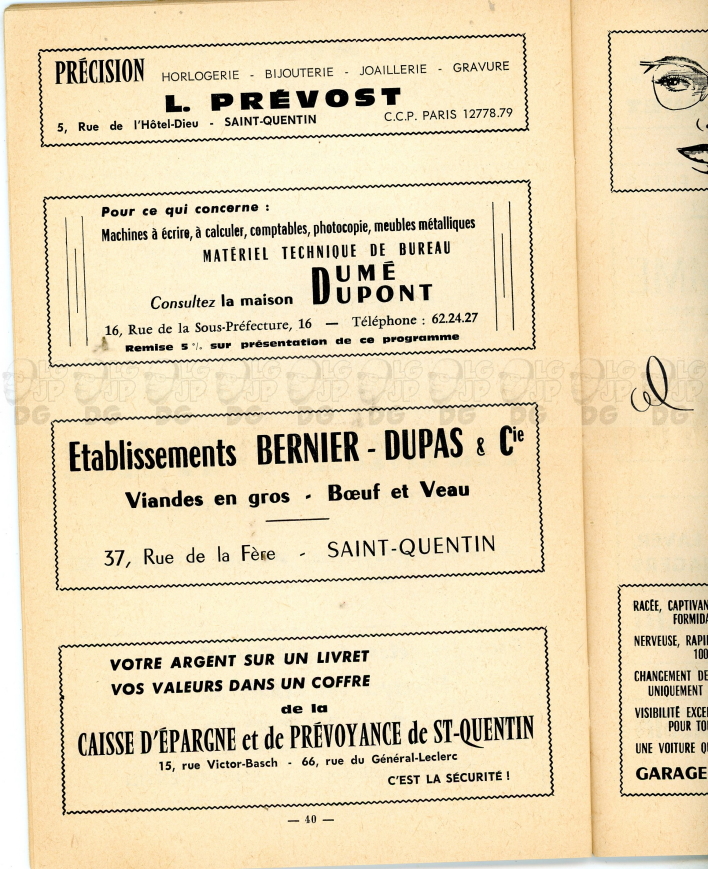 PRÉCISION HORLOGERIE - BIJOUTERIE - JOAILLERIE - GRAVURE
L. PRÉVOST
5, Rue de l'Hôtel-Dieu - SAINT-QUENTIN C.C.P. PARIS 12778.79
Pour ce qui concerne :
Machines à écrire, à calculer, comptables, photocopie, meubles métalliques
MATÉRIEL TECHNIQUE DE BUREAU
Consultez la maison DUMÉ DUPONT
16, Rue de la Sous-Préfecture, 16 — Téléphone : 62.24.27
Remise 5 % sur présentation de ce programme
Etablissements BERNIER - DUPAS & Cie
Viandes en gros - Bœuf et Veau
37, Rue de la Fère - SAINT-QUENTIN
VOTRE ARGENT SUR UN LIVRET
VOS VALEURS DANS UN COFFRE
de la
CAISSE D'ÉPARGNE et de PRÉVOYANCE de ST-QUENTIN
15, rue Victor-Basch - 66, rue du Général-Leclerc
C'EST LA SÉCURITÉ !
— 40 —
RACÉE, CAPTIVAN
FORMIDA
NERVEUSE, RAPI
100
CHANGEMENT DE
UNIQUEMENT
VISIBILITÉ EXCE
POUR TO
UNE VOITURE Q
GARAGE
LG JP DG